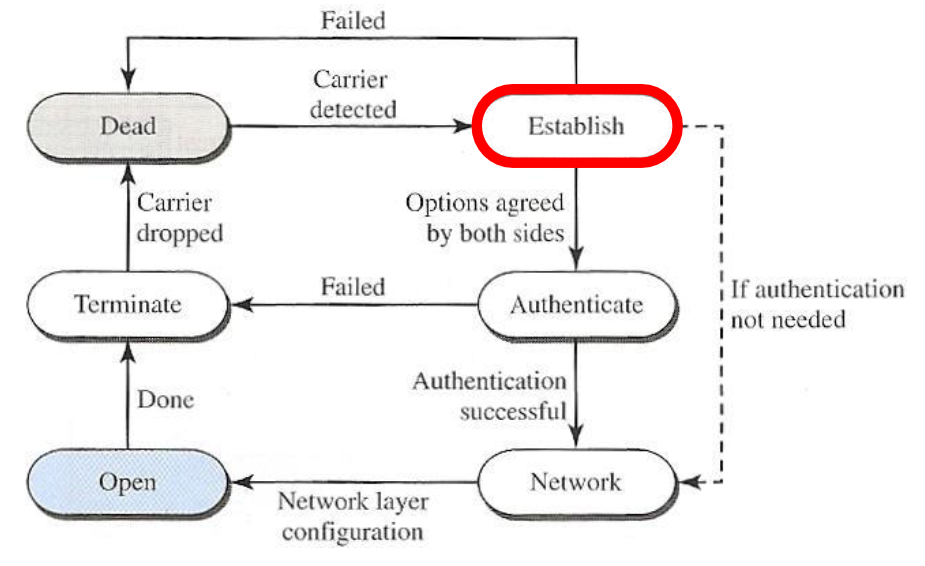 Failed
Carrier
detected
Dead
Establish
Carrier
dropped
Options agreed
by both sides
Terminate
Failed
Authenticate
If authentication
not needed
Done
Authentication
successful
Open
Network
Network layer
configuration